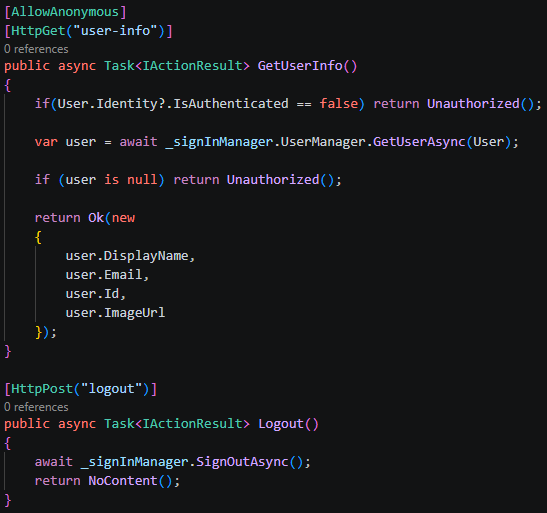 [AllowAnonymous]
[HttpGet("user-info")]
0 references
public async Task<IActionResult> GetUserInfo()
{
    if(User.Identity?.IsAuthenticated == false) return Unauthorized();

    var user = await _signInManager.UserManager.GetUserAsync(User);

    if (user is null) return Unauthorized();

    return Ok(new
    {
        user.DisplayName,
        user.Email,
        user.Id,
        user.ImageUrl
    });
}

[HttpPost("logout")]
0 references
public async Task<IActionResult> Logout()
{
    await _signInManager.SignOutAsync();
    return NoContent();
}